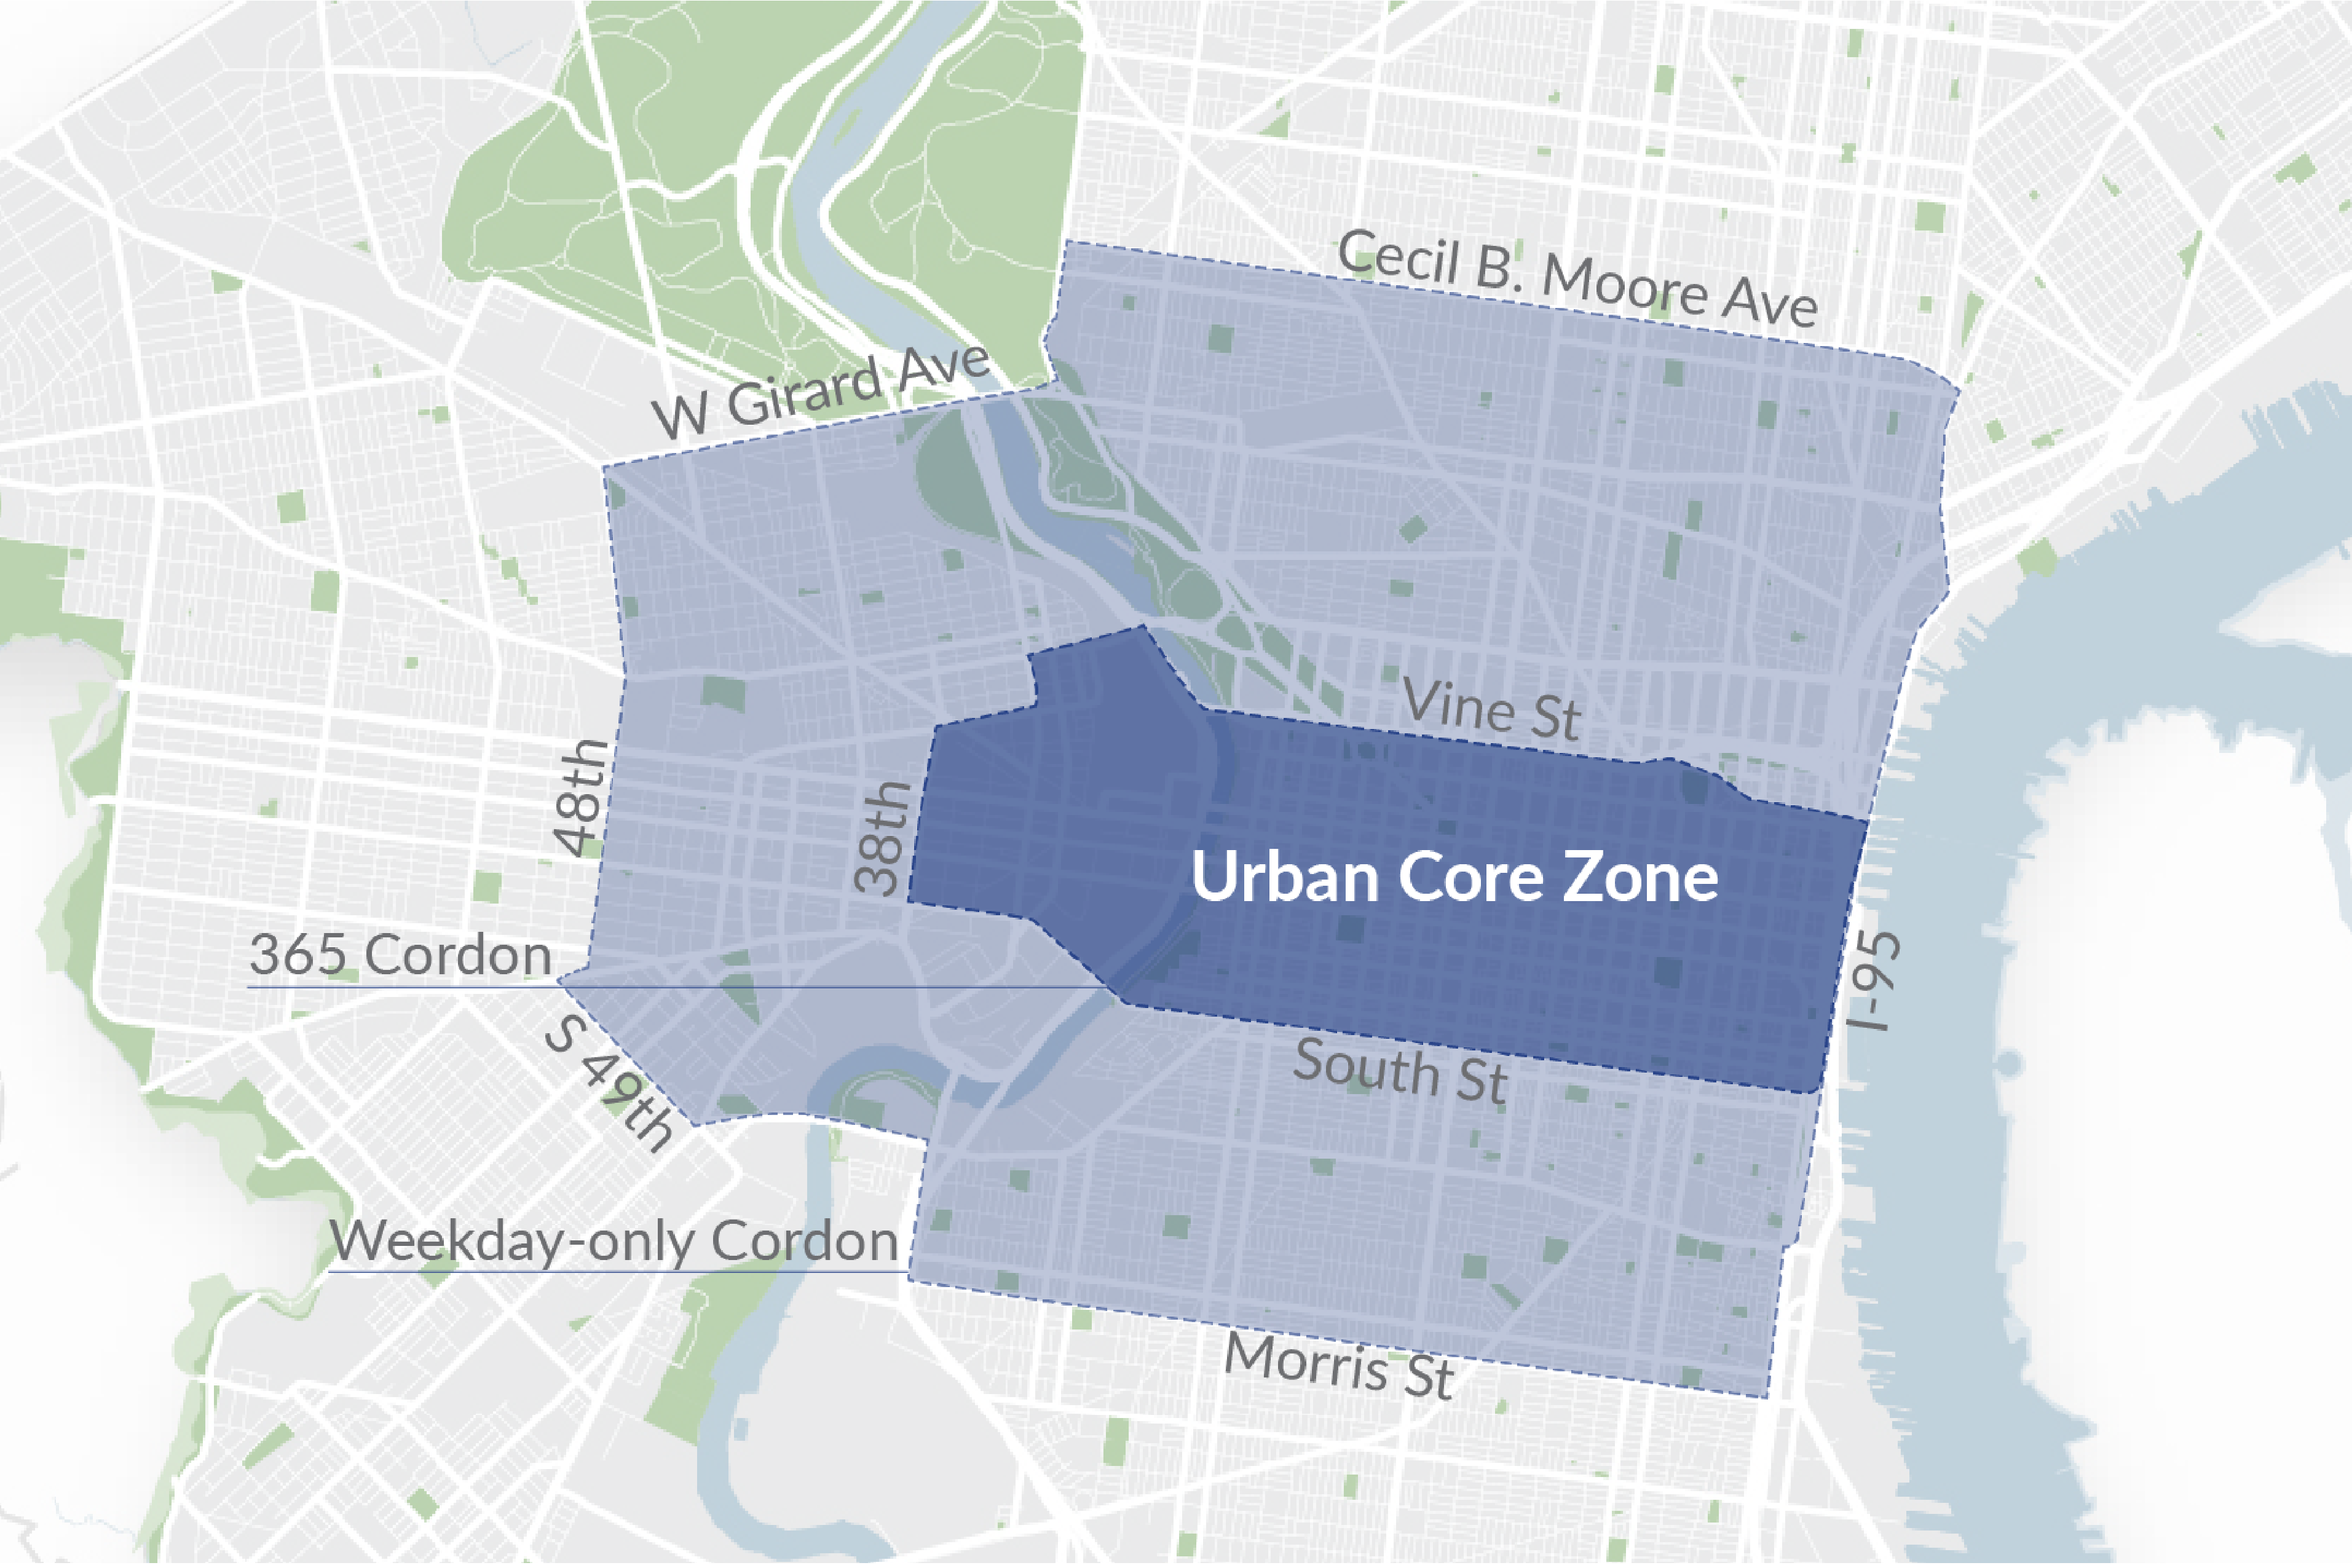 Cecil B. Moore Ave
W Girard Ave
Vine St
48th
38th
Urban Core Zone
365 Cordon
I-95
S 49th
South St
Weekday-only Cordon
Morris St